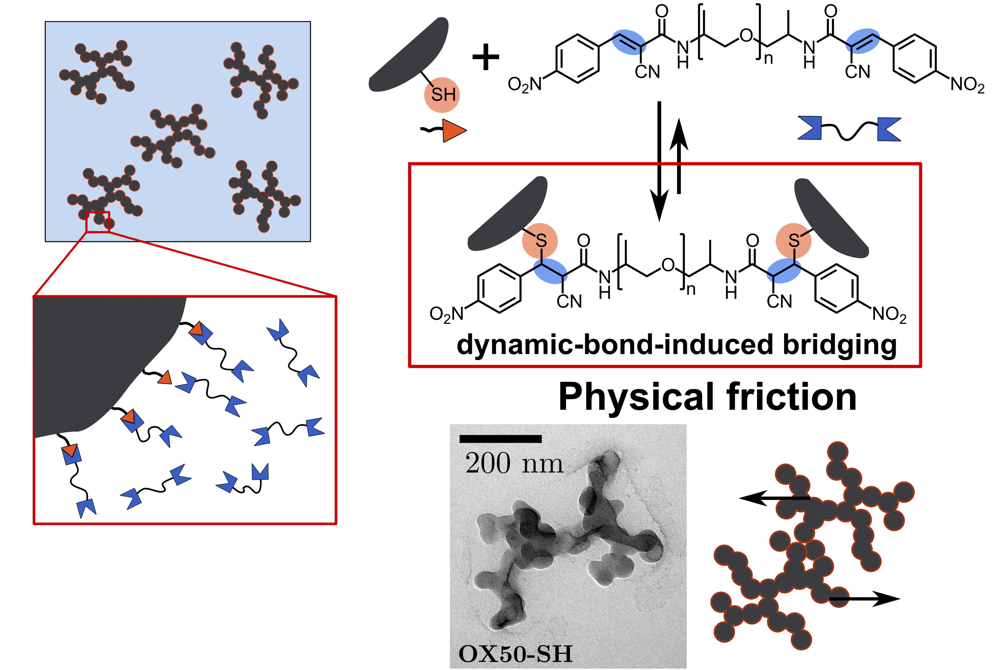 O
O
O
N
H
n
N
H
CN
CN
O₂N
NO₂
SH
S
S
O
O
O
N
H
n
N
H
CN
CN
O₂N
NO₂
dynamic-bond-induced bridging
Physical friction
200 nm
OX50-SH